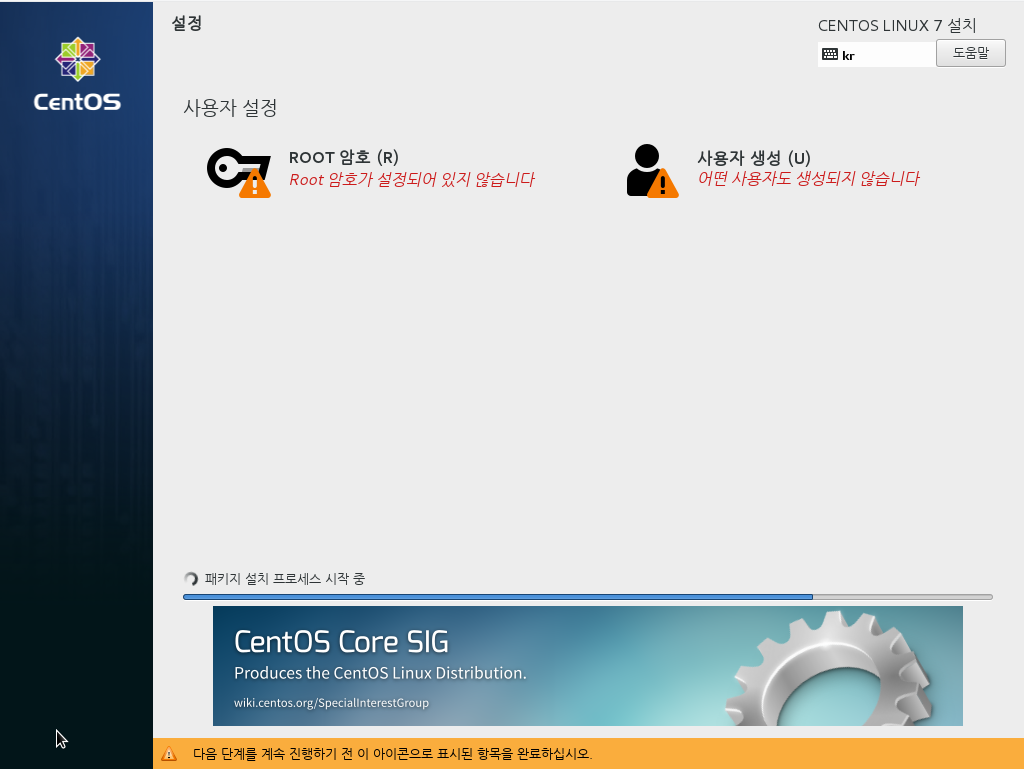 CentOS
설정
CENTOS LINUX 7 설치
kr
도움말
사용자 설정
ROOT 암호 (R)
Root 암호가 설정되어 있지 않습니다
사용자 생성 (U)
어떤 사용자도 생성되지 않습니다
패키지 설치 프로세스 시작 중
CentOS Core SIG
Produces the CentOS Linux Distribution.
wiki.centos.org/SpecialInterestGroup
다음 단계를 계속 진행하기 전 이 아이콘으로 표시된 항목을 완료하십시오.